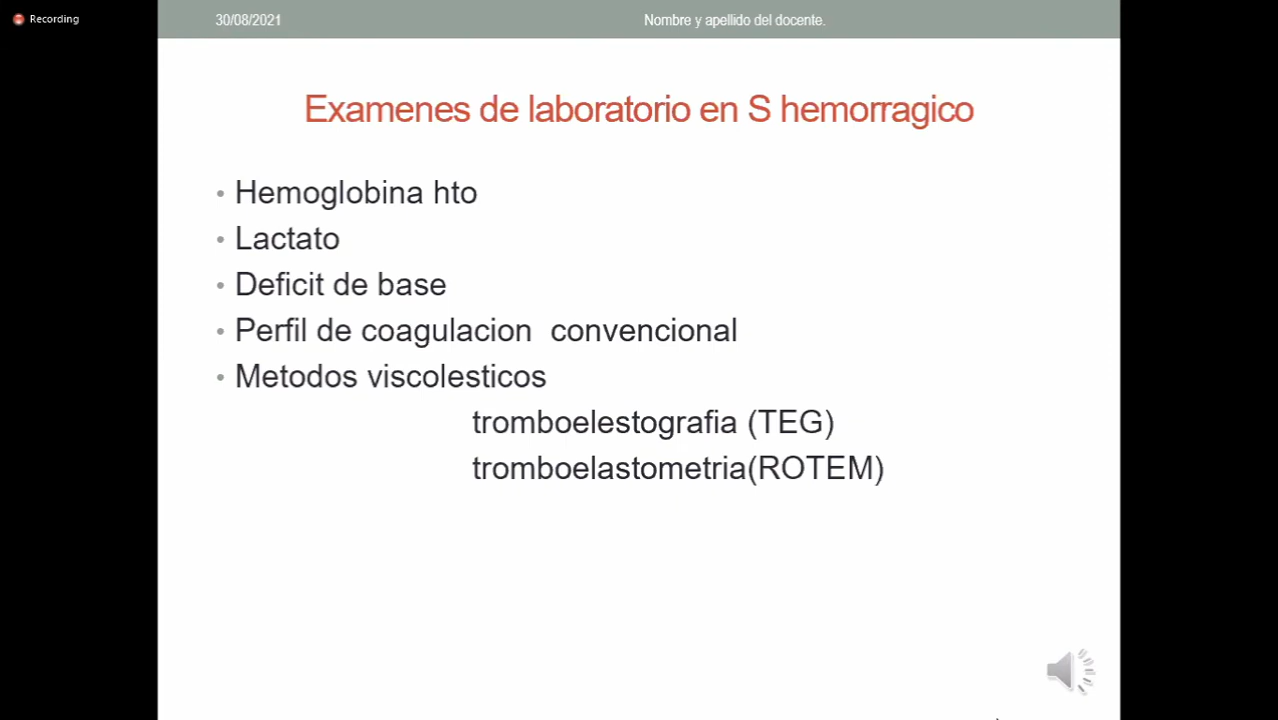 Recording
30/08/2021
Nombre y apellido del docente.
Examenes de laboratorio en S hemorragico
• Hemoglobina hto
• Lactato
• Deficit de base
• Perfil de coagulacion convencional
• Metodos viscolesticos
tromboelestografia (TEG)
tromboelastometria(ROTEM)